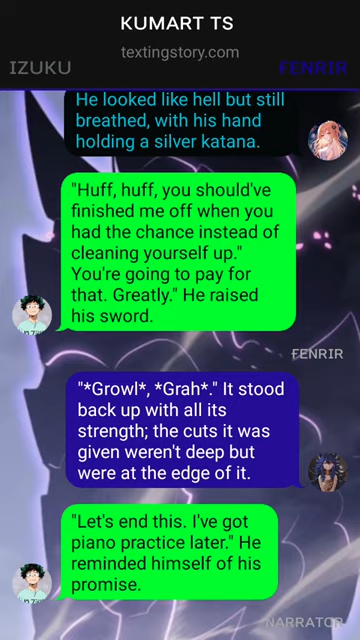 KUMART TS
textingstory.com
IZUKU
FENRIR
He looked like hell but still
breathed, with his hand
holding a silver katana.
"Huff, huff, you should've
finished me off when you
had the chance instead of
cleaning yourself up."
You're going to pay for
that. Greatly." He raised
his sword.
FENRIR
"*Growl*, *Grah*." It stood
back up with all its
strength; the cuts it was
given weren't deep but
were at the edge of it.
"Let's end this. I've got
piano practice later." He
reminded himself of his
promise.
NARRATOR